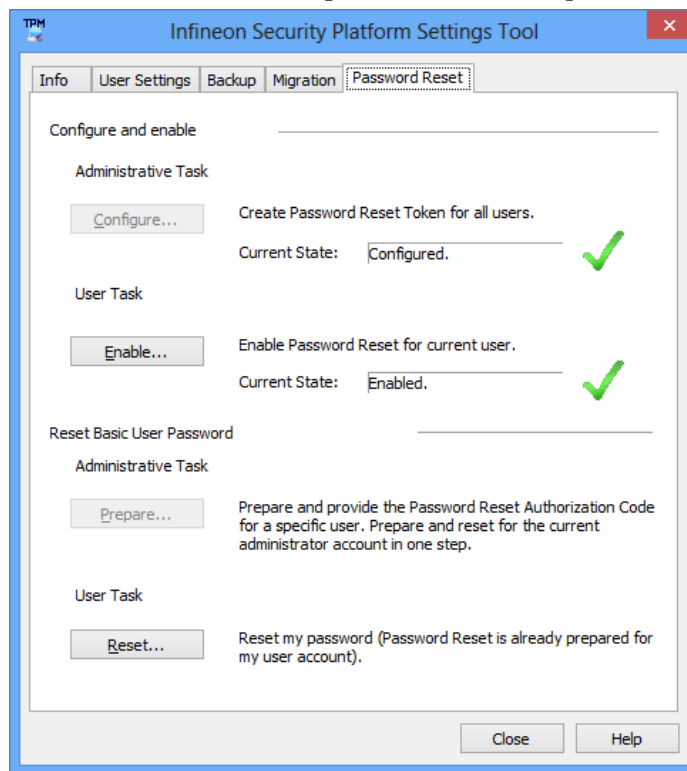 TPM
Infineon Security Platform Settings Tool
Info User Settings Backup Migration Password Reset
Configure and enable
Administrative Task
Configure... Create Password Reset Token for all users.
Current State: Configured.
User Task
Enable... Enable Password Reset for current user.
Current State: Enabled.
Reset Basic User Password
Administrative Task
Prepare... Prepare and provide the Password Reset Authorization Code
for a specific user. Prepare and reset for the current
administrator account in one step.
User Task
Reset... Reset my password (Password Reset is already prepared for
my user account).
Close Help